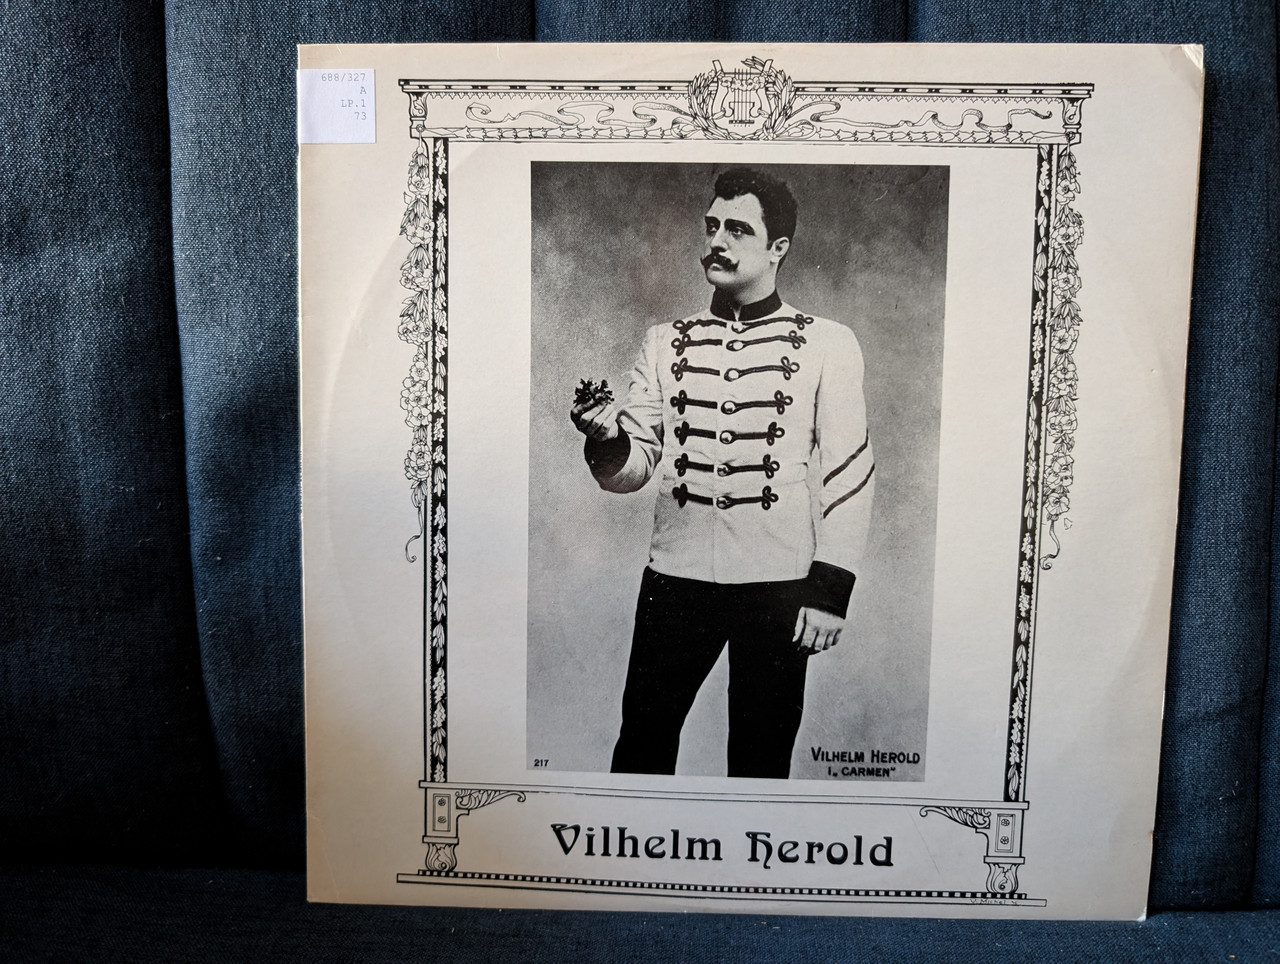 688/327
A
LP.1
73
217
VILHELM HEROLD
i „CARMEN"
Vilhelm Herold